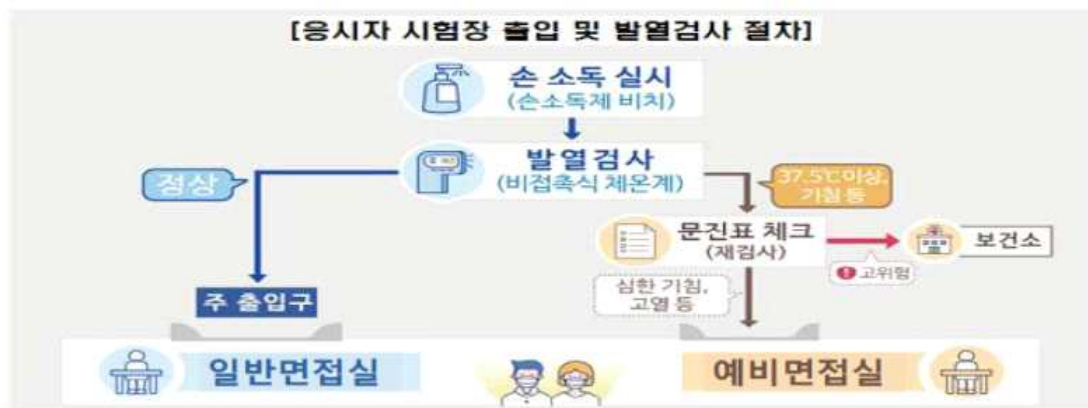 [응시자 시험장 출입 및 발열검사 절차]
손 소독 실시
(손소독제 비치)
발열검사
(비접촉식 체온계)
정상
37.5℃이상,
기침 등
문진표 체크
(재검사)
보건소
! 고위험
심한 기침,
고열 등
주 출입구
일반면접실
예비면접실